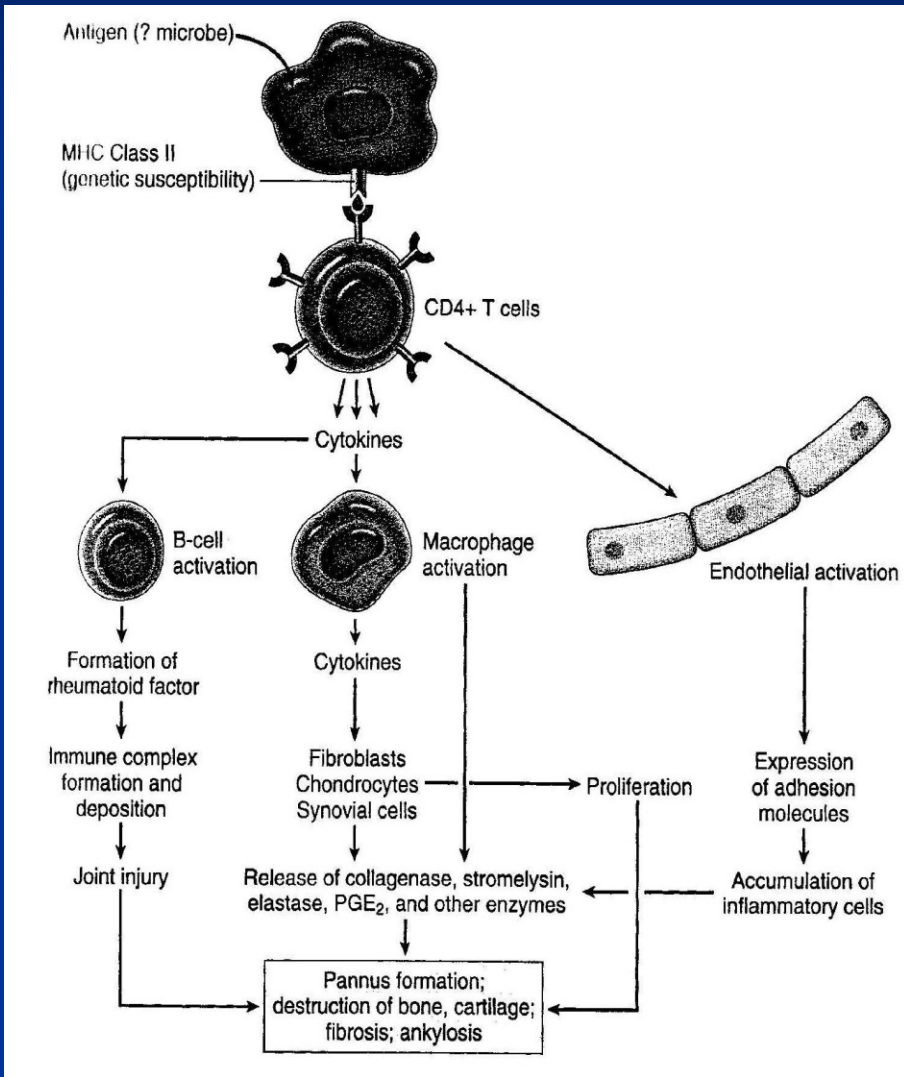 Antigen (? microbe)
MHC Class II
(genetic susceptibility)
CD4+ T cells
Cytokines
B-cell
activation
Macrophage
activation
Endothelial activation
Formation of
rheumatoid factor
Cytokines
Immune complex
formation and
deposition
Fibroblasts
Chondrocytes
Synovial cells
Proliferation
Expression
of adhesion
molecules
Joint injury
Release of collagenase, stromelysin,
elastase, PGE₂, and other enzymes
Accumulation of
inflammatory cells
Pannus formation;
destruction of bone, cartilage;
fibrosis; ankylosis